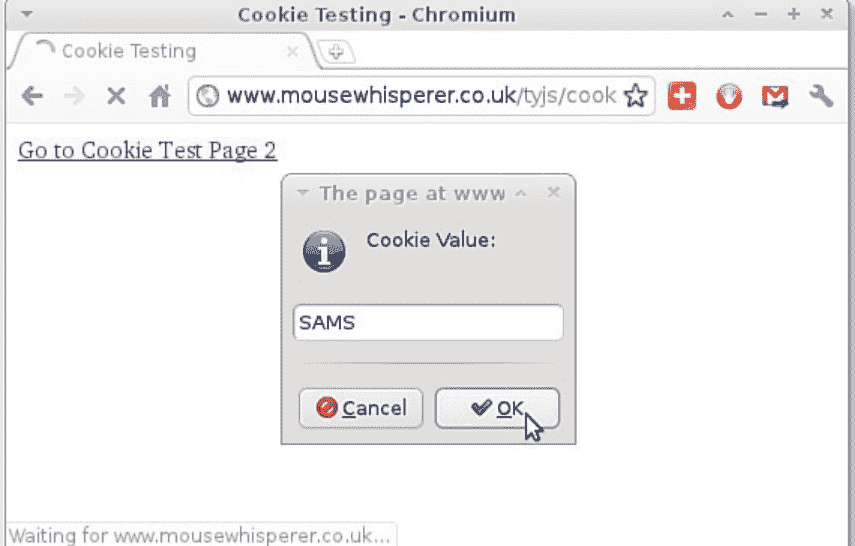 Cookie Testing - Chromium
Cookie Testing
www.mousewhisperer.co.uk/tyjs/cook
Go to Cookie Test Page 2
The page at www
Cookie Value:
SAMS
Cancel
OK
Waiting for www.mousewhisperer.co.uk...